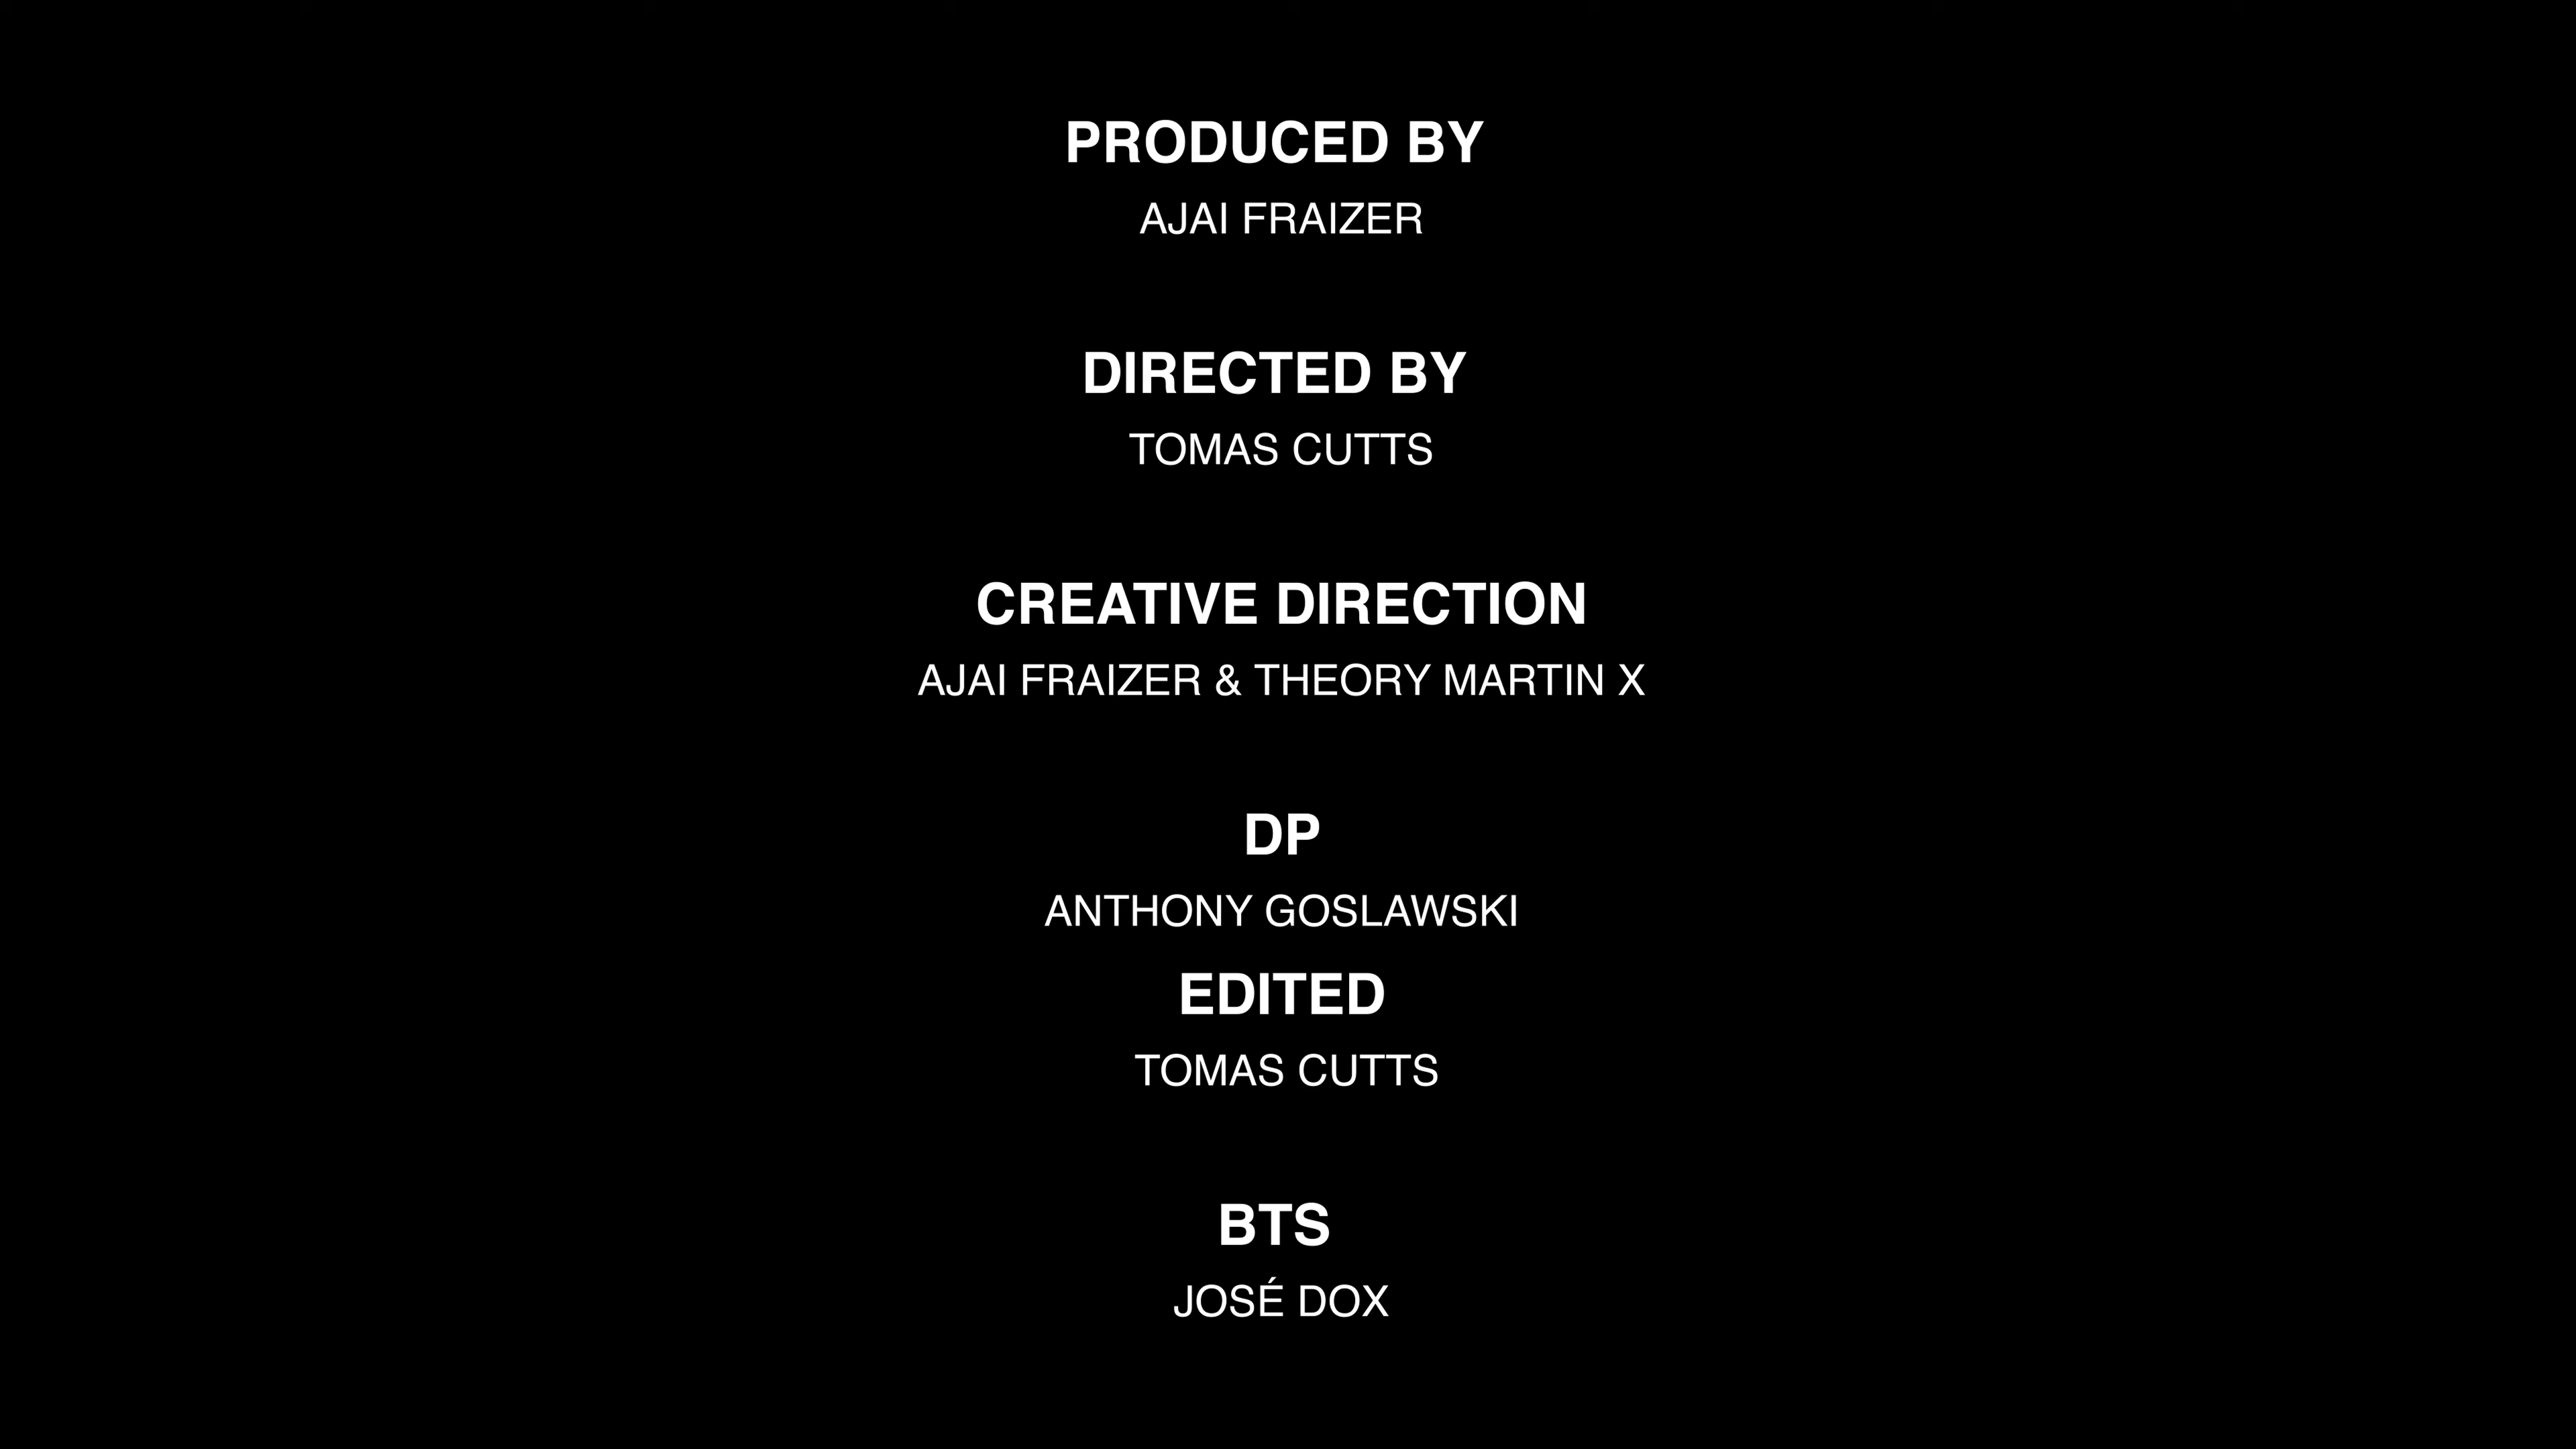 PRODUCED BY
AJAI FRAIZER
DIRECTED BY
TOMAS CUTTS
CREATIVE DIRECTION
AJAI FRAIZER & THEORY MARTIN X
DP
ANTHONY GOSLAWSKI
EDITED
TOMAS CUTTS
BTS
JOSÉ DOX